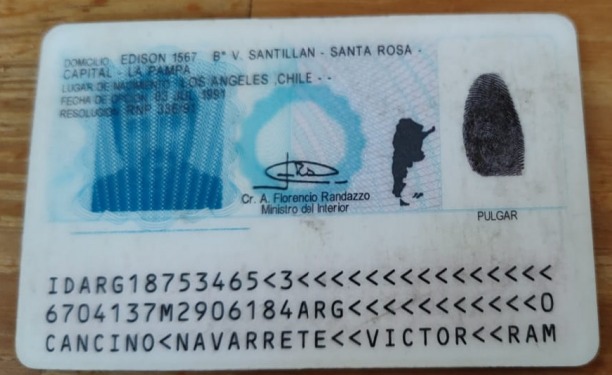 DOMICILIO EDISON 1567 Bº V. SANTILLAN - SANTA ROSA -
CAPITAL - LA PAMPA
LUGAR DE NACIMIENTO LOS ANGELES ,CHILE - -
FECHA DE 03 JUL 1991
RESOLUCION RNP 336/91
Cr. A. Florencio Randazzo
Ministro del Interior
PULGAR
IDARG18753465<3<<<<<<<<<<<<<<<
6704137M2906184ARG<<<<<<<<<<<0
CANCINO<NAVARRETE<<VICTOR<<RAM